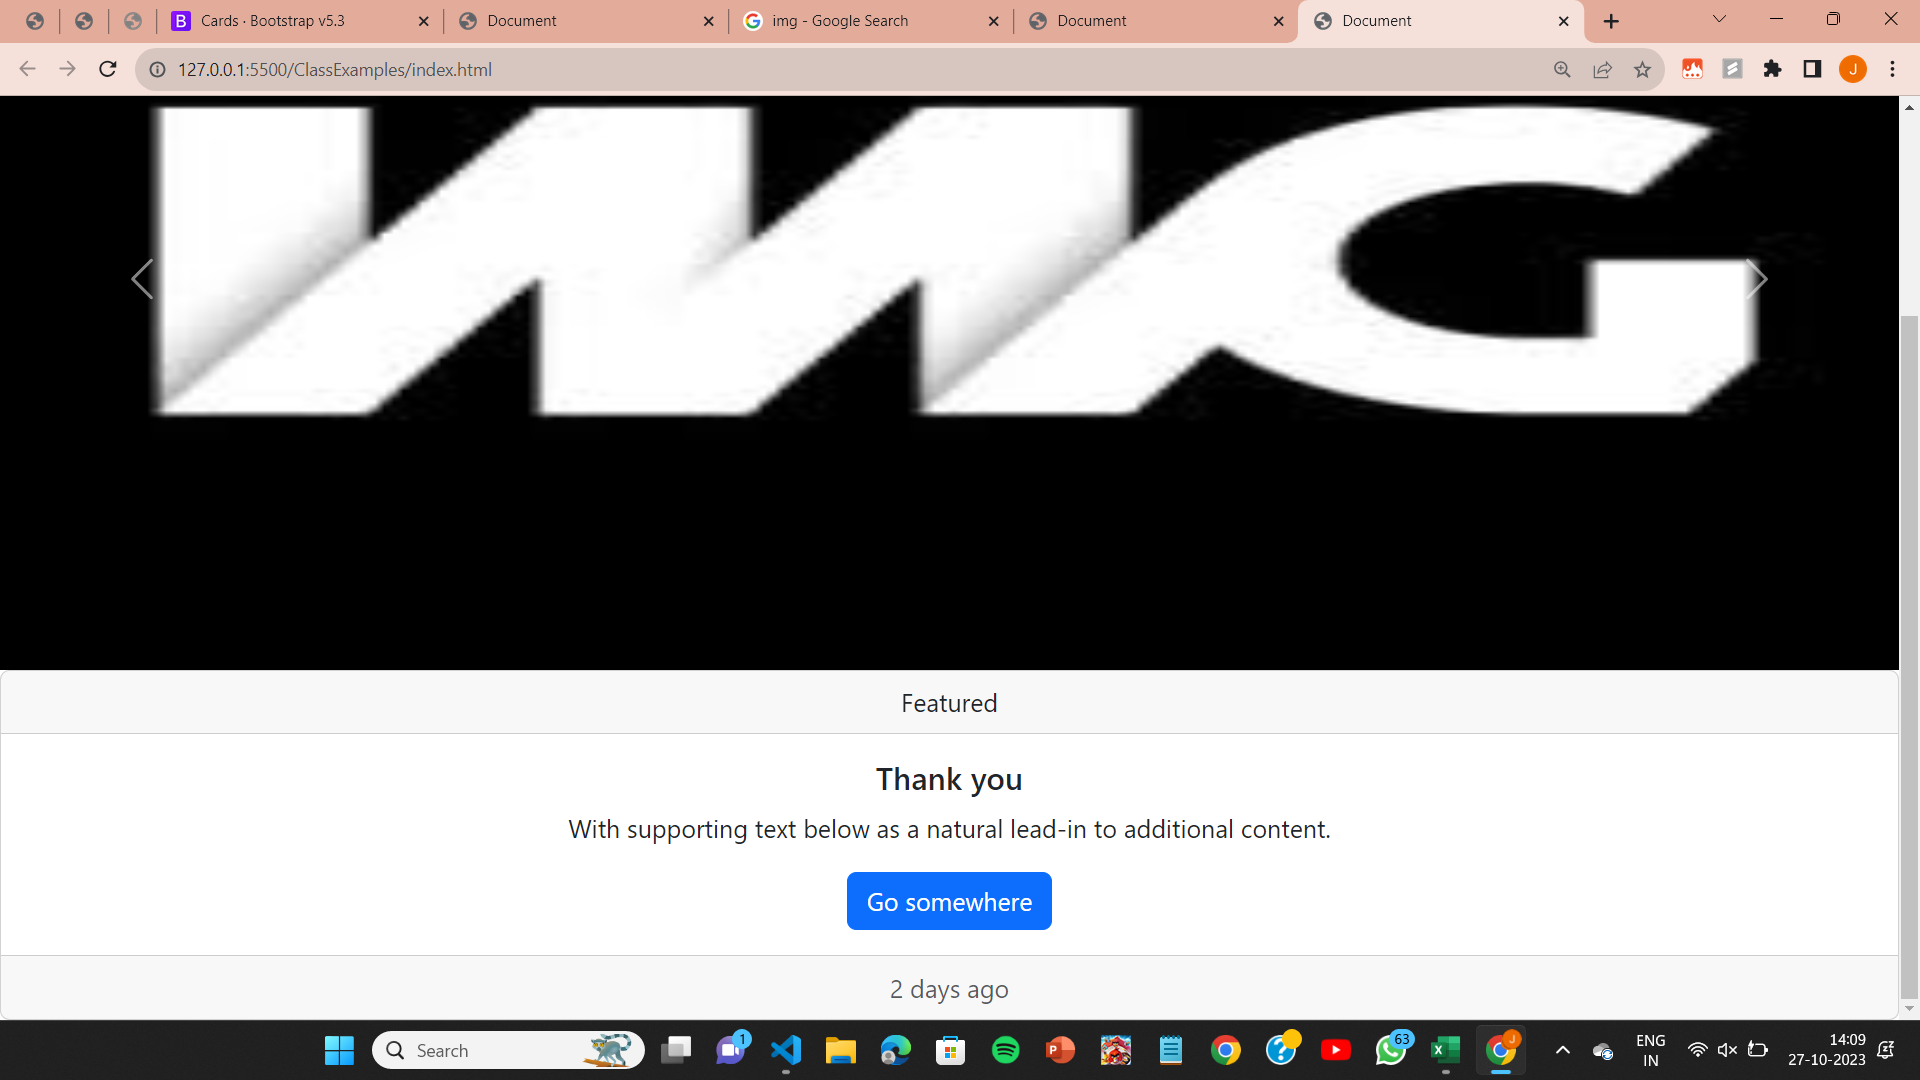 Cards · Bootstrap v5.3
Document
img - Google Search
Document
Document
127.0.0.1:5500/ClassExamples/index.html
J
IMG
Featured
Thank you
With supporting text below as a natural lead-in to additional content.
Go somewhere
2 days ago
Search
1
63
J
ENG
IN
14:09
27-10-2023